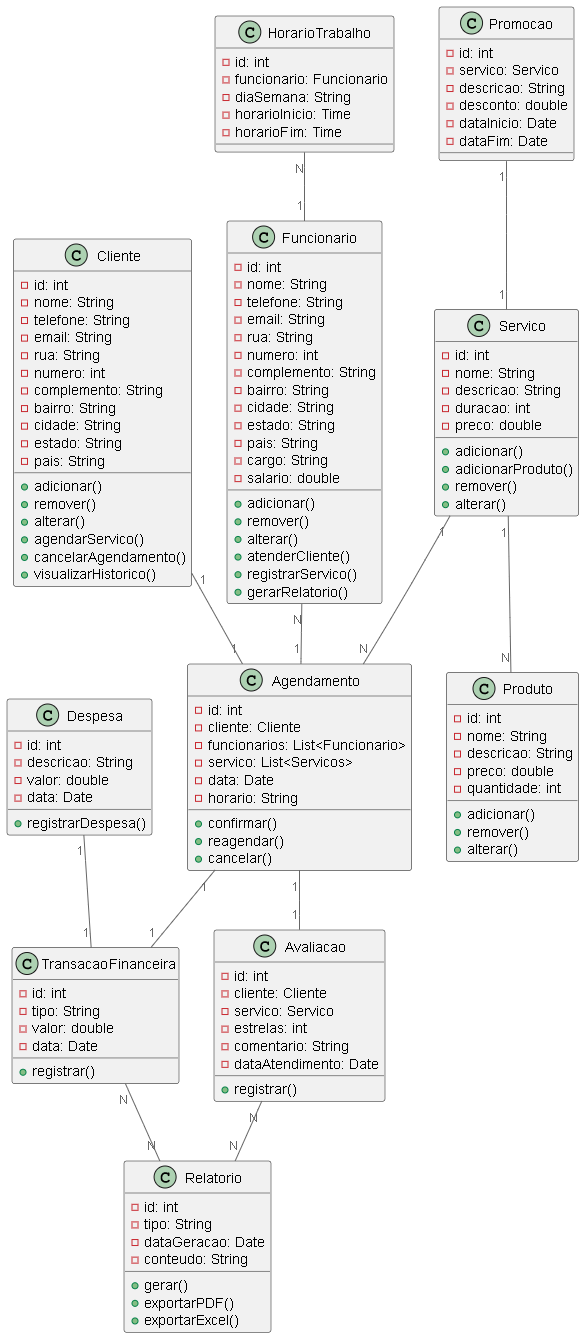 C HorarioTrabalho
id: int
funcionario: Funcionario
diaSemana: String
horarioInicio: Time
horarioFim: Time
C Promocao
id: int
servico: Servico
descricao: String
desconto: double
dataInicio: Date
dataFim: Date
N
1
1
1
C Cliente
id: int
nome: String
telefone: String
email: String
rua: String
numero: int
complemento: String
bairro: String
cidade: String
estado: String
pais: String
adicionar()
remover()
alterar()
agendarServico()
cancelarAgendamento()
visualizarHistorico()
C Funcionario
id: int
nome: String
telefone: String
email: String
rua: String
numero: int
complemento: String
bairro: String
cidade: String
estado: String
pais: String
cargo: String
salario: double
adicionar()
remover()
alterar()
atenderCliente()
registrarServico()
gerarRelatorio()
C Servico
id: int
nome: String
descricao: String
duracao: int
preco: double
adicionar()
adicionarProduto()
remover()
alterar()
1
1
N
1
1
N
1
N
C Despesa
id: int
descricao: String
valor: double
data: Date
registrarDespesa()
C Agendamento
id: int
cliente: Cliente
funcionarios: List<Funcionario>
servico: List<Servicos>
data: Date
horario: String
confirmar()
reagendar()
cancelar()
C Produto
id: int
nome: String
descricao: String
preco: double
quantidade: int
adicionar()
remover()
alterar()
1
1
1
1
1
1
C TransacaoFinanceira
id: int
tipo: String
valor: double
data: Date
registrar()
C Avaliacao
id: int
cliente: Cliente
servico: Servico
estrelas: int
comentario: String
dataAtendimento: Date
registrar()
N
N
N
N
C Relatorio
id: int
tipo: String
dataGeracao: Date
conteudo: String
gerar()
exportarPDF()
exportarExcel()